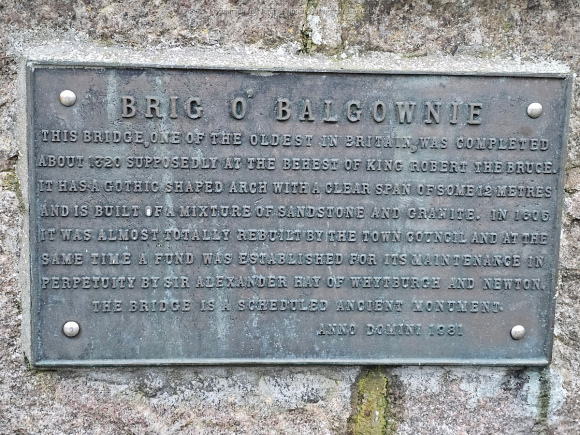 BRIG O' BALGOWNIE
THIS BRIDGE, ONE OF THE OLDEST IN BRITAIN, WAS COMPLETED
ABOUT 1320 SUPPOSEDLY AT THE BEHEST OF KING ROBERT THE BRUCE.
IT HAS A GOTHIC SHAPED ARCH WITH A CLEAR SPAN OF SOME 12 METRES
AND IS BUILT OF A MIXTURE OF SANDSTONE AND GRANITE. IN 1605
IT WAS ALMOST TOTALLY REBUILT BY THE TOWN COUNCIL AND AT THE
SAME TIME A FUND WAS ESTABLISHED FOR ITS MAINTENANCE IN
PERPETUITY BY SIR ALEXANDER HAY OF WHYTBURGH AND NEWTON.
THE BRIDGE IS A SCHEDULED ANCIENT MONUMENT.
ANNO DOMINI 1981